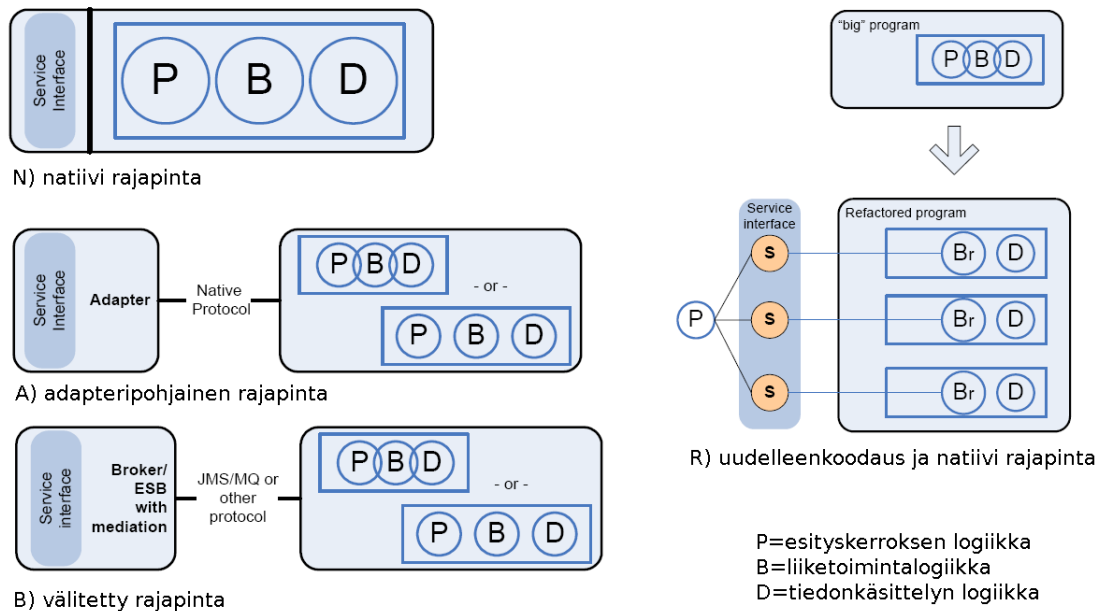 Service
Interface
P B D
N) natiivi rajapinta
Service
Interface
Adapter
Native
Protocol
P B D
- or -
P B D
A) adapteripohjainen rajapinta
Service
interface
Broker/
ESB
with
mediation
JMS/MQ or
other
protocol
P B D
- or -
P B D
B) välitetty rajapinta
“big” program
P B D
Service
interface
Refactored program
P
s
Br D
s
Br D
s
Br D
R) uudelleenkoodaus ja natiivi rajapinta
P=esityskerroksen logiikka
B=liiketoimintalogiikka
D=tiedonkäsittelyn logiikka